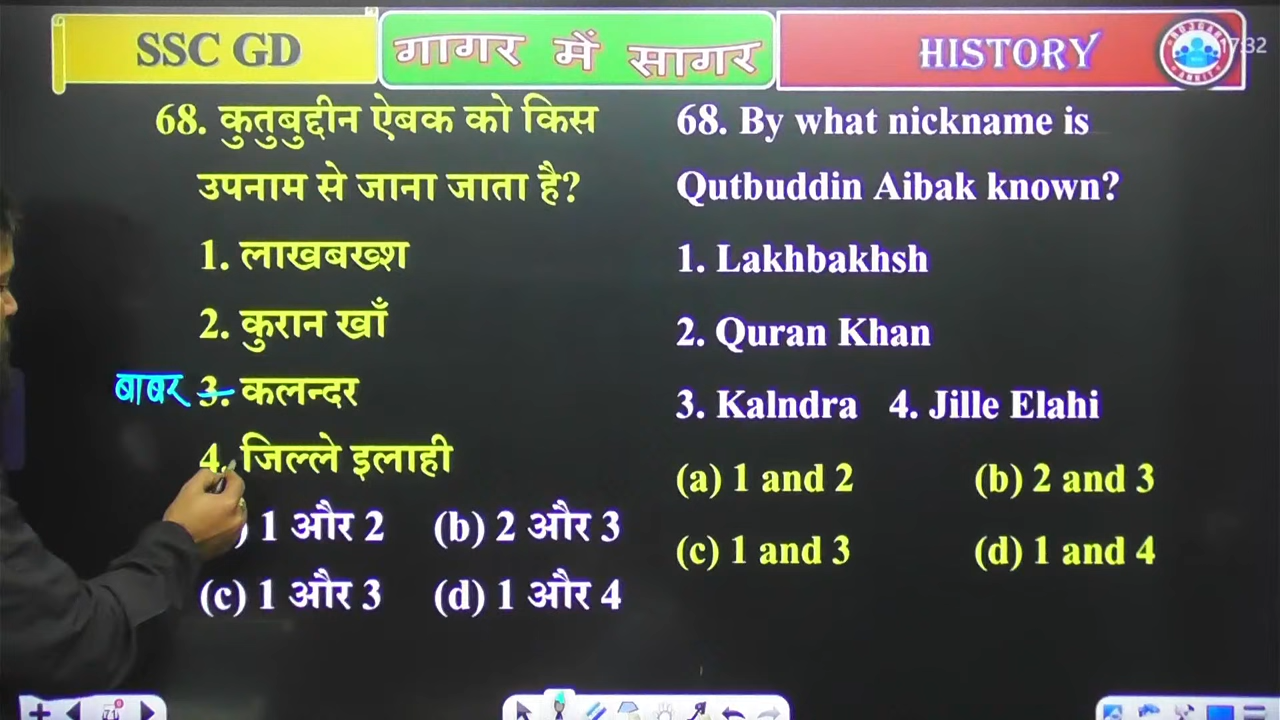 SSC GD
गागर में सागर
HISTORY
17:32
68. कुतुबुद्दीन ऐबक को किस
उपनाम से जाना जाता है?
1. लाखबख्श
2. कुरान खाँ
बाबर 3. कलन्दर
4. जिल्ले इलाही
) 1 और 2 (b) 2 और 3
(c) 1 और 3 (d) 1 और 4
68. By what nickname is
Qutbuddin Aibak known?
1. Lakhbakhsh
2. Quran Khan
3. Kalndra 4. Jille Elahi
(a) 1 and 2 (b) 2 and 3
(c) 1 and 3 (d) 1 and 4
71